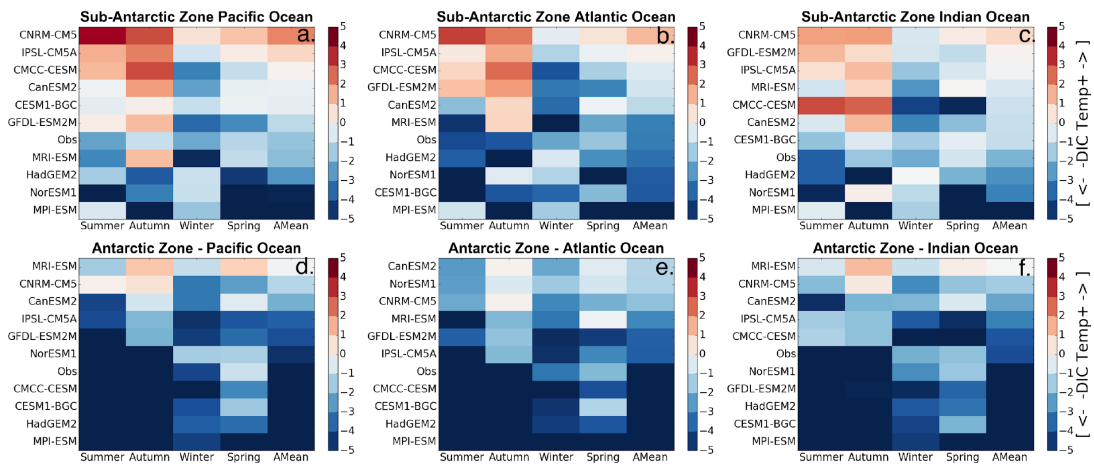 Sub-Antarctic Zone Pacific Ocean
a.
CNRM-CM5
IPSL-CM5A
CMCC-CESM
CanESM2
CESM1-BGC
GFDL-ESM2M
Obs
MRI-ESM
HadGEM2
NorESM1
MPI-ESM
Summer Autumn Winter Spring AMean
5
4
3
2
1
0
−1
−2
−3
−4
−5
Sub-Antarctic Zone Atlantic Ocean
b.
CNRM-CM5
IPSL-CM5A
CMCC-CESM
GFDL-ESM2M
CanESM2
MRI-ESM
Obs
HadGEM2
NorESM1
CESM1-BGC
MPI-ESM
Summer Autumn Winter Spring AMean
5
4
3
2
1
0
−1
−2
−3
−4
−5
Sub-Antarctic Zone Indian Ocean
c.
CNRM-CM5
GFDL-ESM2M
IPSL-CM5A
MRI-ESM
CMCC-CESM
CanESM2
CESM1-BGC
Obs
HadGEM2
NorESM1
MPI-ESM
Summer Autumn Winter Spring AMean
5
4
3
2
1
0
−1
−2
−3
−4
−5
[ <- -DIC Temp+ -> ]
Antarctic Zone - Pacific Ocean
d.
MRI-ESM
CNRM-CM5
CanESM2
IPSL-CM5A
GFDL-ESM2M
NorESM1
Obs
CMCC-CESM
CESM1-BGC
HadGEM2
MPI-ESM
Summer Autumn Winter Spring AMean
5
4
3
2
1
0
−1
−2
−3
−4
−5
Antarctic Zone - Atlantic Ocean
e.
CanESM2
NorESM1
CNRM-CM5
MRI-ESM
GFDL-ESM2M
IPSL-CM5A
Obs
CMCC-CESM
CESM1-BGC
HadGEM2
MPI-ESM
Summer Autumn Winter Spring AMean
5
4
3
2
1
0
−1
−2
−3
−4
−5
Antarctic Zone - Indian Ocean
f.
MRI-ESM
CNRM-CM5
CanESM2
IPSL-CM5A
CMCC-CESM
Obs
NorESM1
GFDL-ESM2M
HadGEM2
CESM1-BGC
MPI-ESM
Summer Autumn Winter Spring AMean
5
4
3
2
1
0
−1
−2
−3
−4
−5
[ <- -DIC Temp+ -> ]